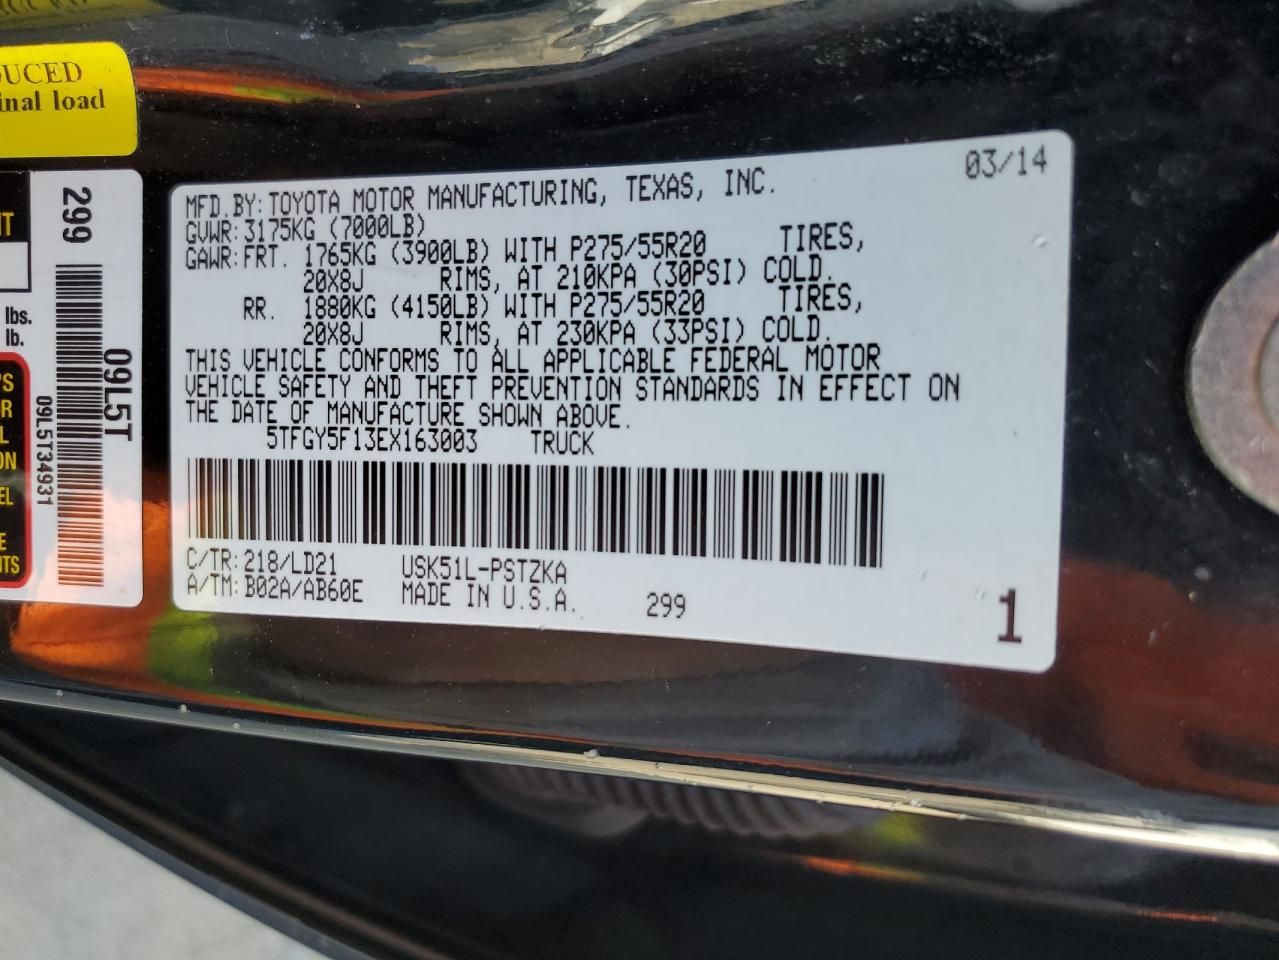 DUCED
inal load
299
09L5T
09L5T34931
lbs.
lb.
03/14
MFD.BY: TOYOTA MOTOR MANUFACTURING, TEXAS, INC.
GVWR: 3175KG (7000LB)
GAWR: FRT. 1765KG (3900LB) WITH P275/55R20 TIRES,
20X8J RIMS, AT 210KPA (30PSI) COLD.
RR. 1880KG (4150LB) WITH P275/55R20 TIRES,
20X8J RIMS, AT 230KPA (33PSI) COLD.
THIS VEHICLE CONFORMS TO ALL APPLICABLE FEDERAL MOTOR
VEHICLE SAFETY AND THEFT PREVENTION STANDARDS IN EFFECT ON
THE DATE OF MANUFACTURE SHOWN ABOVE.
5TFGY5F13EX163003 TRUCK
C/TR: 218/LD21 USK51L-PSTZKA
A/TM: B02A/AB60E MADE IN U.S.A. 299
1